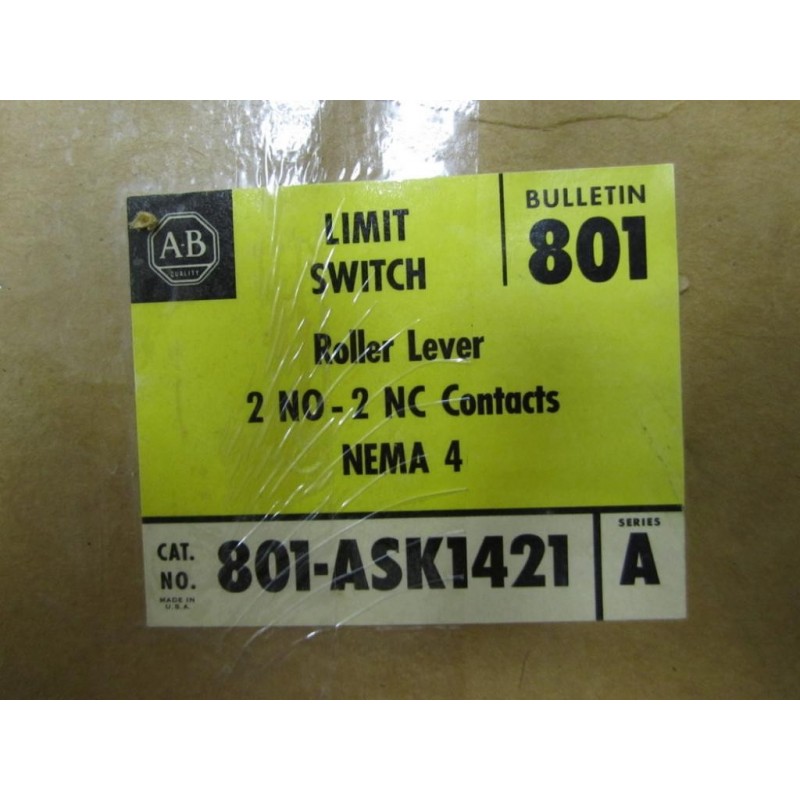 A·B
QUALITY
LIMIT
SWITCH
BULLETIN
801
Roller Lever
2 NO - 2 NC Contacts
NEMA 4
CAT.
NO.
MADE IN
U.S.A.
801-ASK1421
SERIES
A